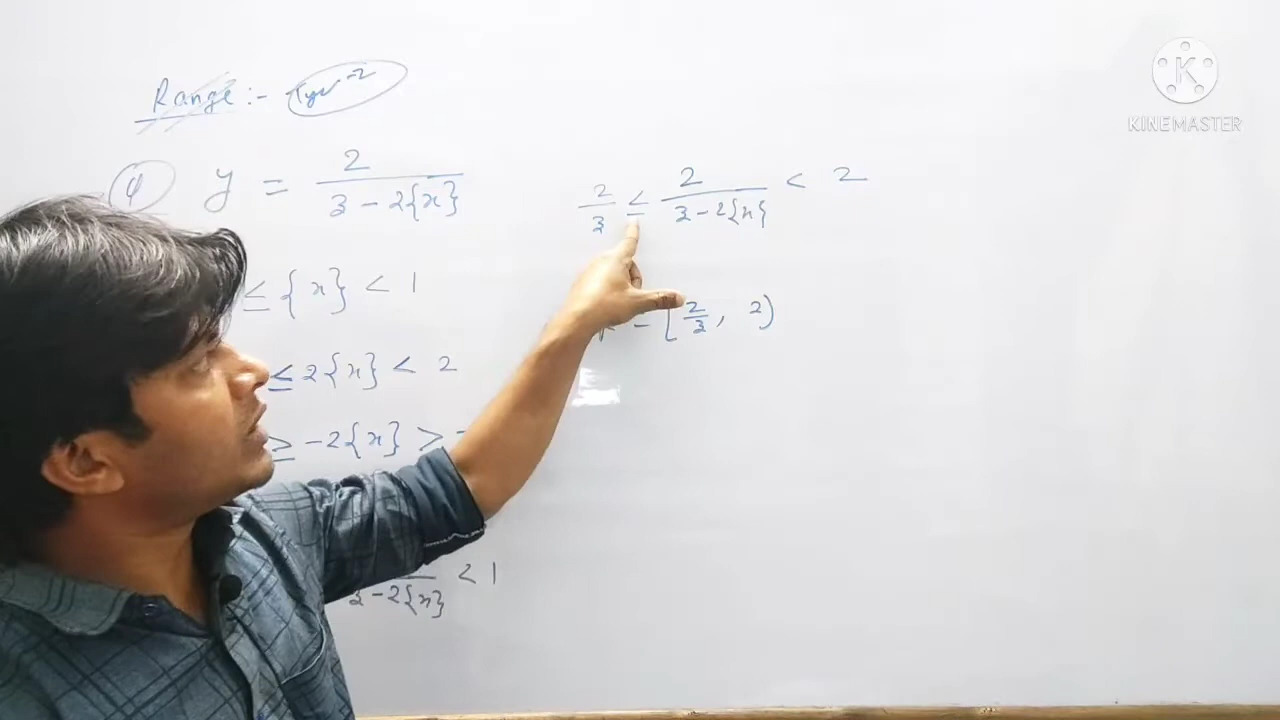 Range :- Type-2
④ y = 2 / (3 - 2{x})
≤ {x} < 1
≤ 2{x} < 2
≥ -2{x} > -
3 - 2{x} < 1
2/3 ≤ 2 / (3 - 2{x}) < 2
[2/3, 2)
KINEMASTER